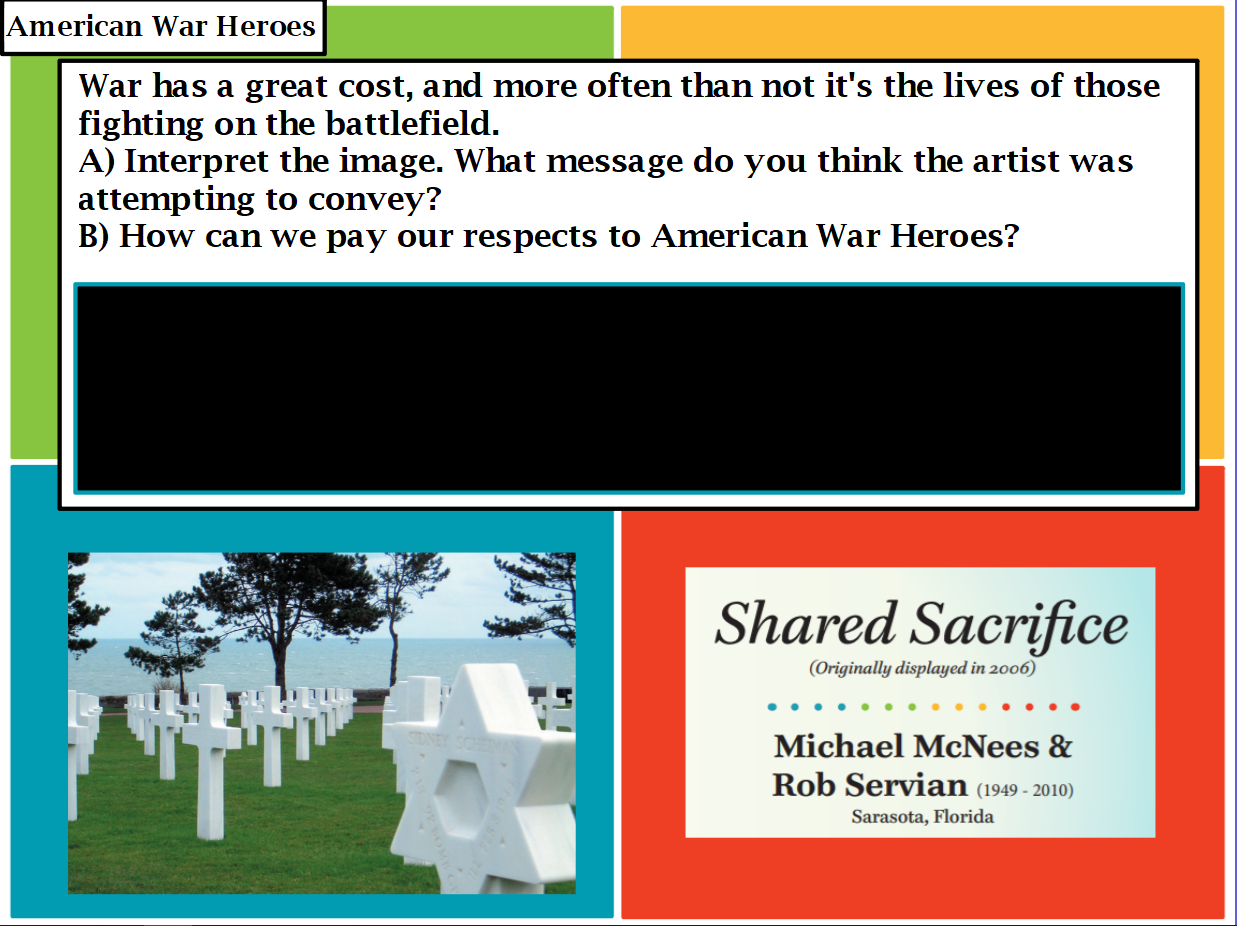 American War Heroes
War has a great cost, and more often than not it's the lives of those
fighting on the battlefield.
A) Interpret the image. What message do you think the artist was
attempting to convey?
B) How can we pay our respects to American War Heroes?
SIDNEY
Shared Sacrifice
(Originally displayed in 2006)
Michael McNees &
Rob Servian (1949 - 2010)
Sarasota, Florida